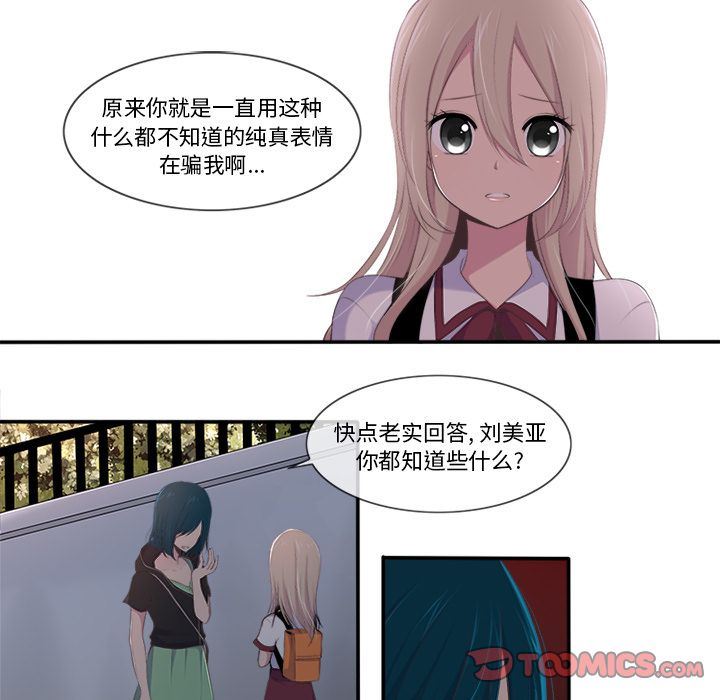 原来你就是一直用这种
什么都不知道的纯真表情
在骗我啊...
快点老实回答, 刘美亚
你都知道些什么?
TOOMICS.COM